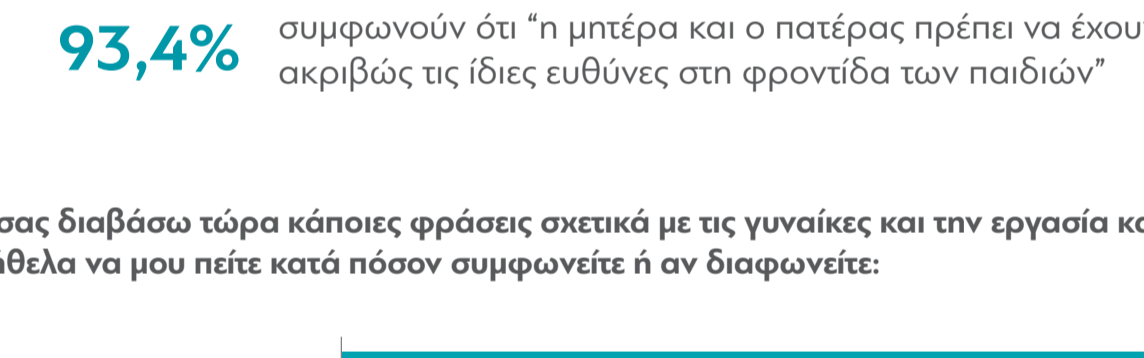 93,4%
συμφωνούν ότι “η μητέρα και ο πατέρας πρέπει να έχου
ακριβώς τις ίδιες ευθύνες στη φροντίδα των παιδιών”
σας διαβάσω τώρα κάποιες φράσεις σχετικά με τις γυναίκες και την εργασία κα
ήθελα να μου πείτε κατά πόσον συμφωνείτε ή αν διαφωνείτε: